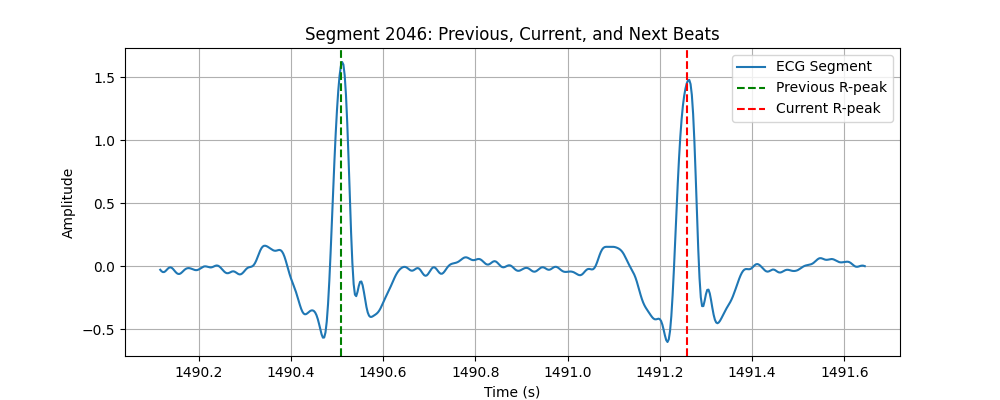 Segment 2046: Previous, Current, and Next Beats
ECG Segment
Previous R-peak
Current R-peak
Amplitude
1.5
1.0
0.5
0.0
−0.5
1490.2 1490.4 1490.6 1490.8 1491.0 1491.2 1491.4 1491.6
Time (s)